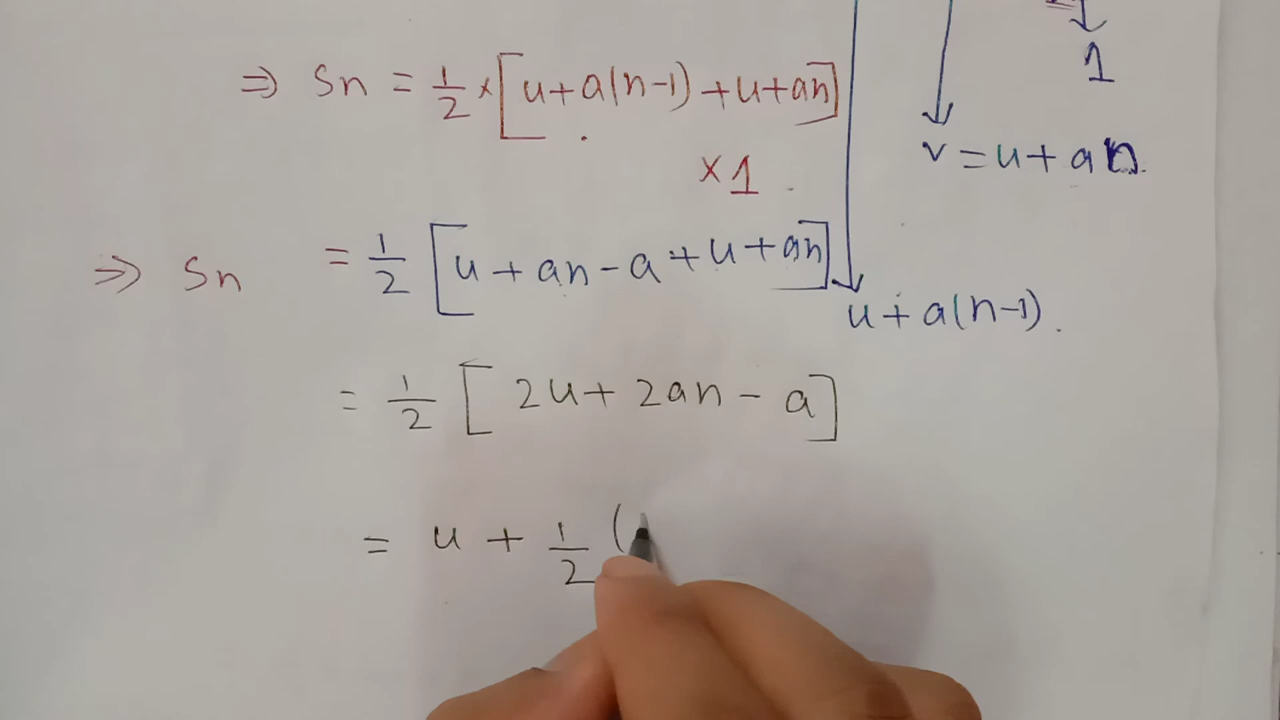 1
⇒ Sn = 1/2 × [u+a(n-1)+u+an]
v = u+an.
×1
⇒ Sn = 1/2 [u+an-a+u+an]
u+a(n-1).
= 1/2 [2u+2an-a]
= u + 1/2 (